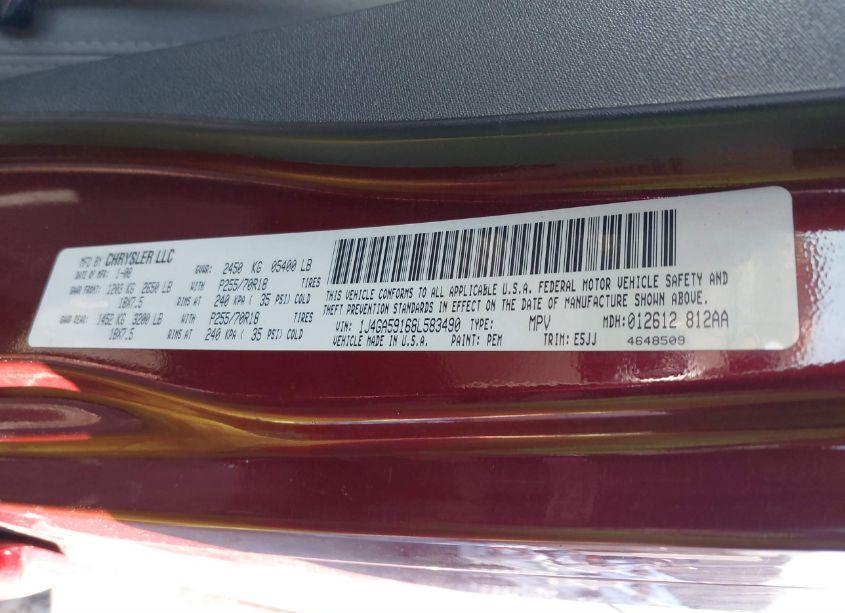 MFD BY CHRYSLER LLC
DATE OF MFR: 1-08 GVWR: 2450 KG 05400 LB
GAWR FRONT: 1203 KG 2650 LB WITH P255/70R18 TIRES
18X7.5 RIMS AT 240 KPA ( 35 PSI) COLD
GAWR REAR: 1452 KG 3200 LB WITH P255/70R18 TIRES
18X7.5 RIMS AT 240 KPA ( 35 PSI) COLD
THIS VEHICLE CONFORMS TO ALL APPLICABLE U.S.A. FEDERAL MOTOR VEHICLE SAFETY AND
THEFT PREVENTION STANDARDS IN EFFECT ON THE DATE OF MANUFACTURE SHOWN ABOVE.
VIN: 1J4GA59168L583490 TYPE: MPV MDH: 012612 812AA
VEHICLE MADE IN U.S.A. PAINT: PEM TRIM: E5JJ 4648509